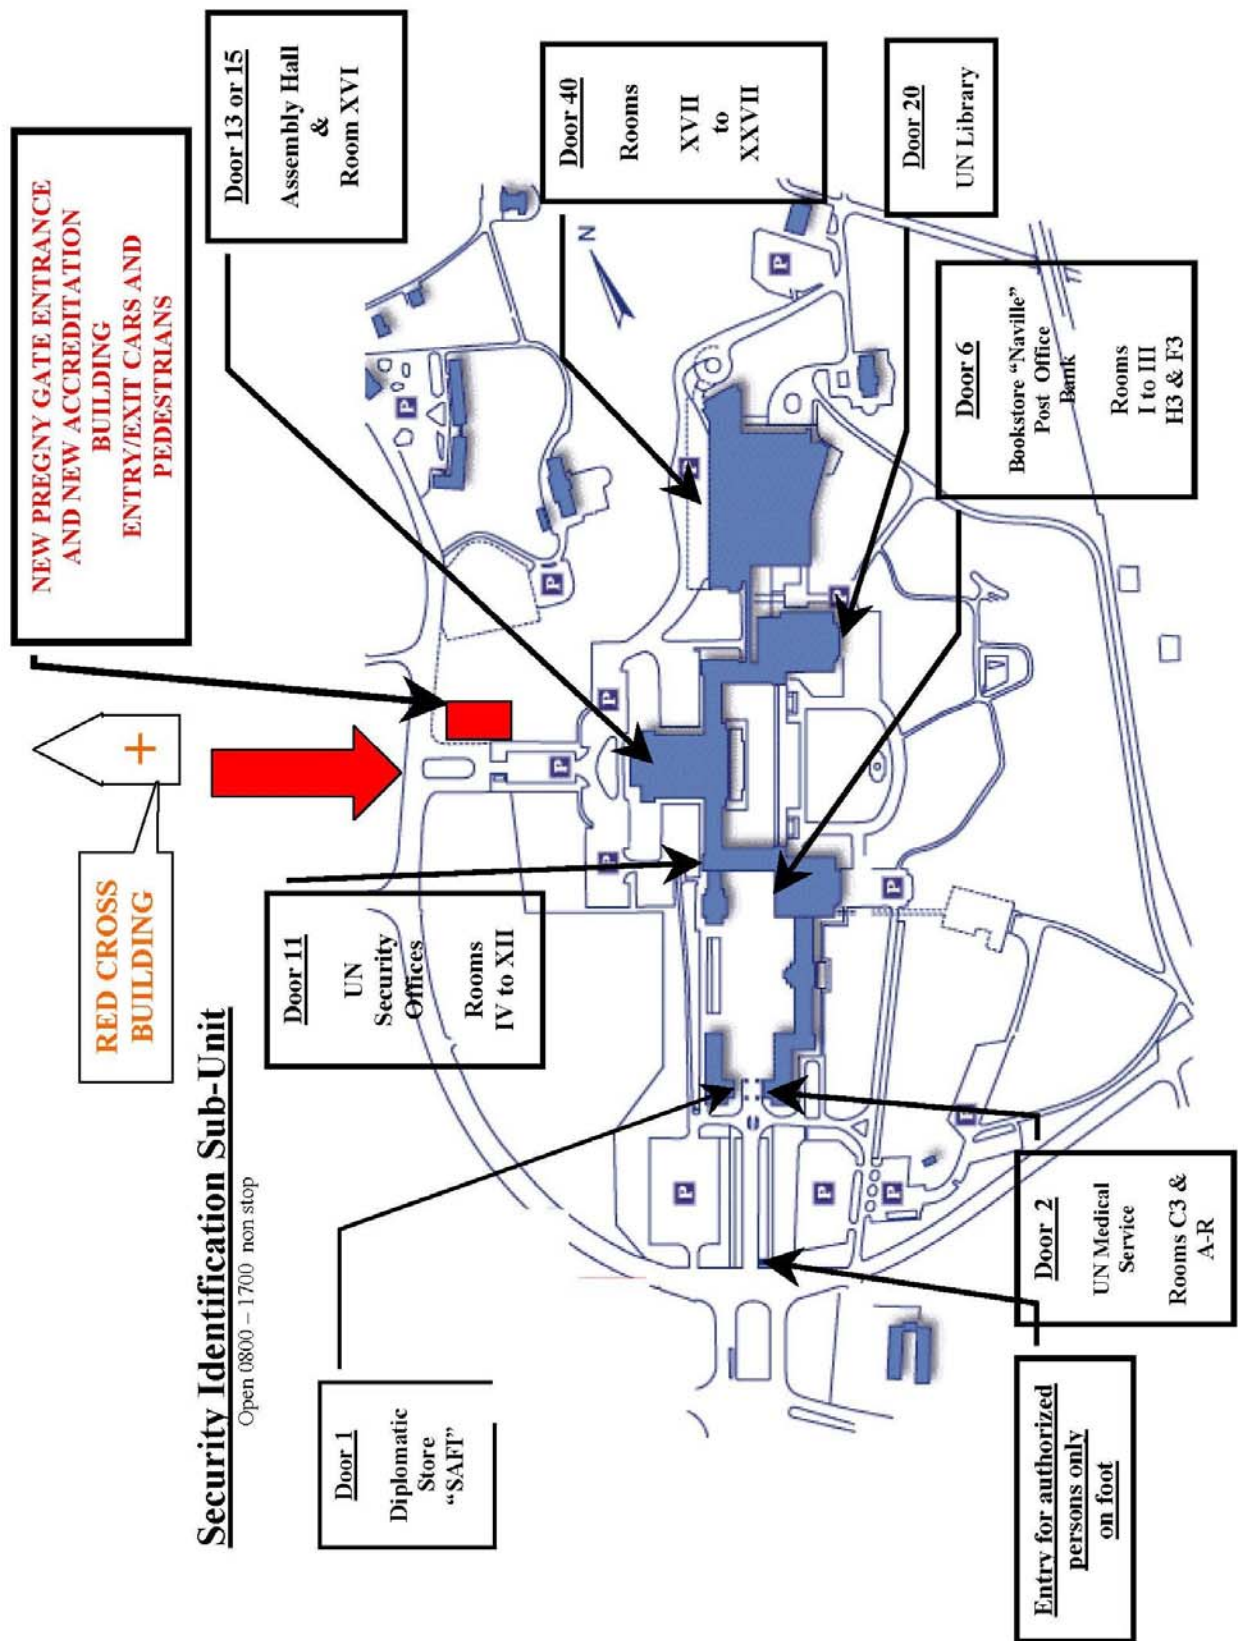 Security Identification Sub-Unit
Open 0800 – 1700 non stop
RED CROSS
BUILDING
NEW PREGNY GATE ENTRANCE
AND NEW ACCREDITATION
BUILDING
ENTRY/EXIT CARS AND
PEDESTRIANS
Door 1
Diplomatic
Store
“SAFI”
Door 11
UN
Security
Offices
Rooms
IV to XII
Door 13 or 15
Assembly Hall
&
Room XVI
Door 40
Rooms
XVII
to
XXVII
Door 20
UN Library
Door 6
Bookstore “Naville”
Post Office
Bank
Rooms
I to III
H3 & F3
Door 2
UN Medical
Service
Rooms C3 &
A-R
Entry for authorized
persons only
on foot
N
P
P
P
P
P
P
P
P
P
P
P
P
P
P